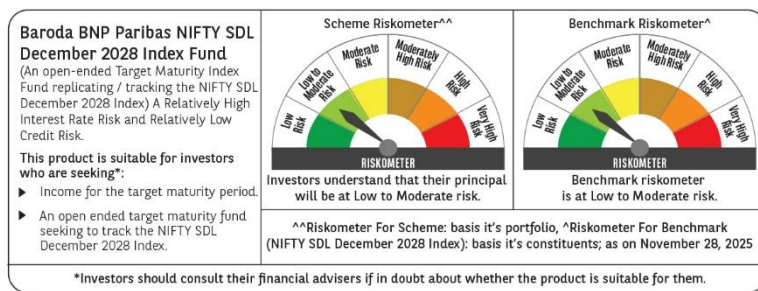 Baroda BNP Paribas NIFTY SDL
December 2028 Index Fund
(An open-ended Target Maturity Index
Fund replicating / tracking the NIFTY SDL
December 2028 Index) A Relatively High
Interest Rate Risk and Relatively Low
Credit Risk.
This product is suitable for investors
who are seeking*:
▶ Income for the target maturity period.
▶ An open ended target maturity fund
seeking to track the NIFTY SDL
December 2028 Index.
Scheme Riskometer^^
Low
Risk
Low to
Moderate
Risk
Moderate
Risk
Moderately
High Risk
High
Risk
Very High
Risk
RISKOMETER
Investors understand that their principal
will be at Low to Moderate risk.
Benchmark Riskometer^
Low
Risk
Low to
Moderate
Risk
Moderate
Risk
Moderately
High Risk
High
Risk
Very High
Risk
RISKOMETER
Benchmark riskometer
is at Low to Moderate risk.
^^Riskometer For Scheme: basis it's portfolio, ^Riskometer For Benchmark
(NIFTY SDL December 2028 Index): basis it's constituents; as on November 28, 2025
*Investors should consult their financial advisers if in doubt about whether the product is suitable for them.